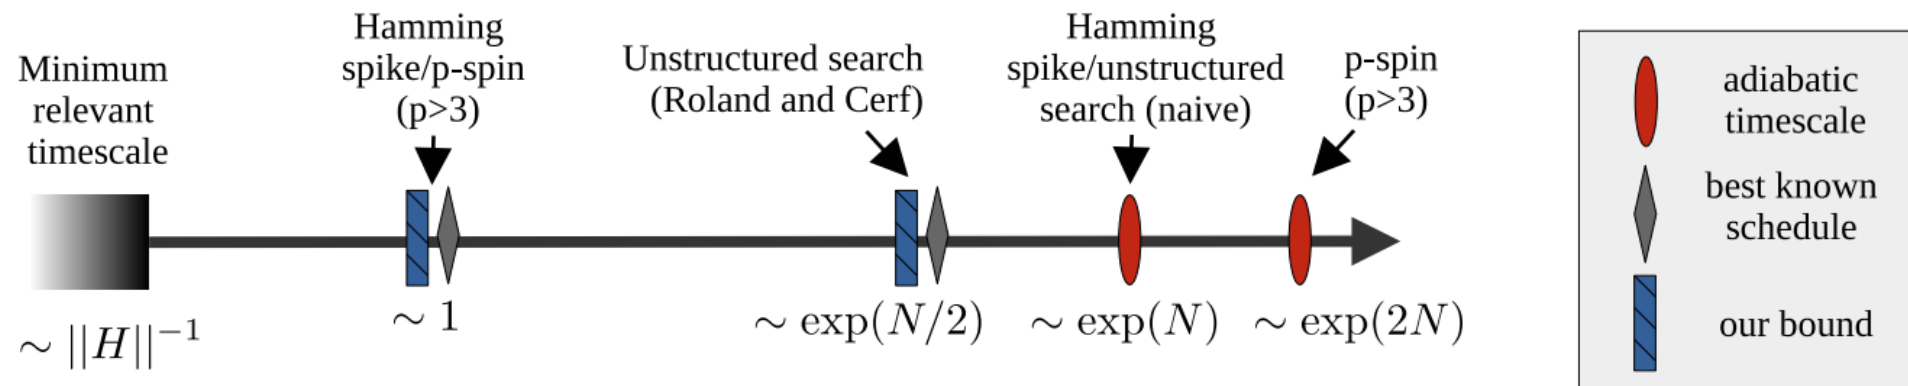 Minimum
relevant
timescale
∼ ||H||⁻¹
Hamming
spike/p-spin
(p>3)
∼ 1
Unstructured search
(Roland and Cerf)
∼ exp(N/2)
Hamming
spike/unstructured
search (naive)
∼ exp(N)
p-spin
(p>3)
∼ exp(2N)
adiabatic
timescale
best known
schedule
our bound